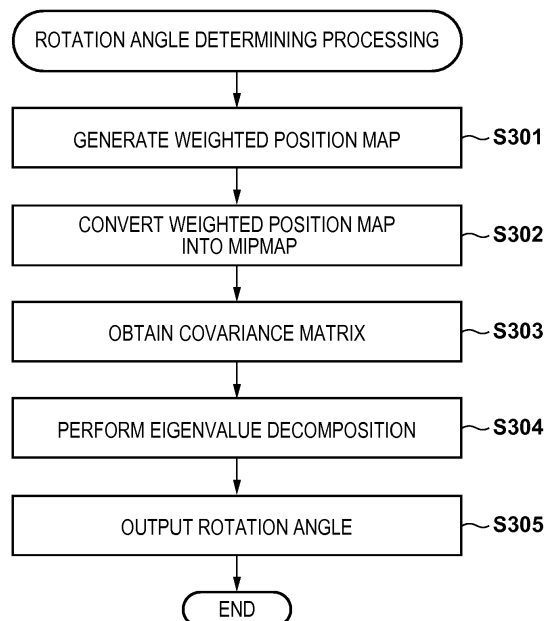 ROTATION ANGLE DETERMINING PROCESSING
GENERATE WEIGHTED POSITION MAP
S301
CONVERT WEIGHTED POSITION MAP
INTO MIPMAP
S302
OBTAIN COVARIANCE MATRIX
S303
PERFORM EIGENVALUE DECOMPOSITION
S304
OUTPUT ROTATION ANGLE
S305
END